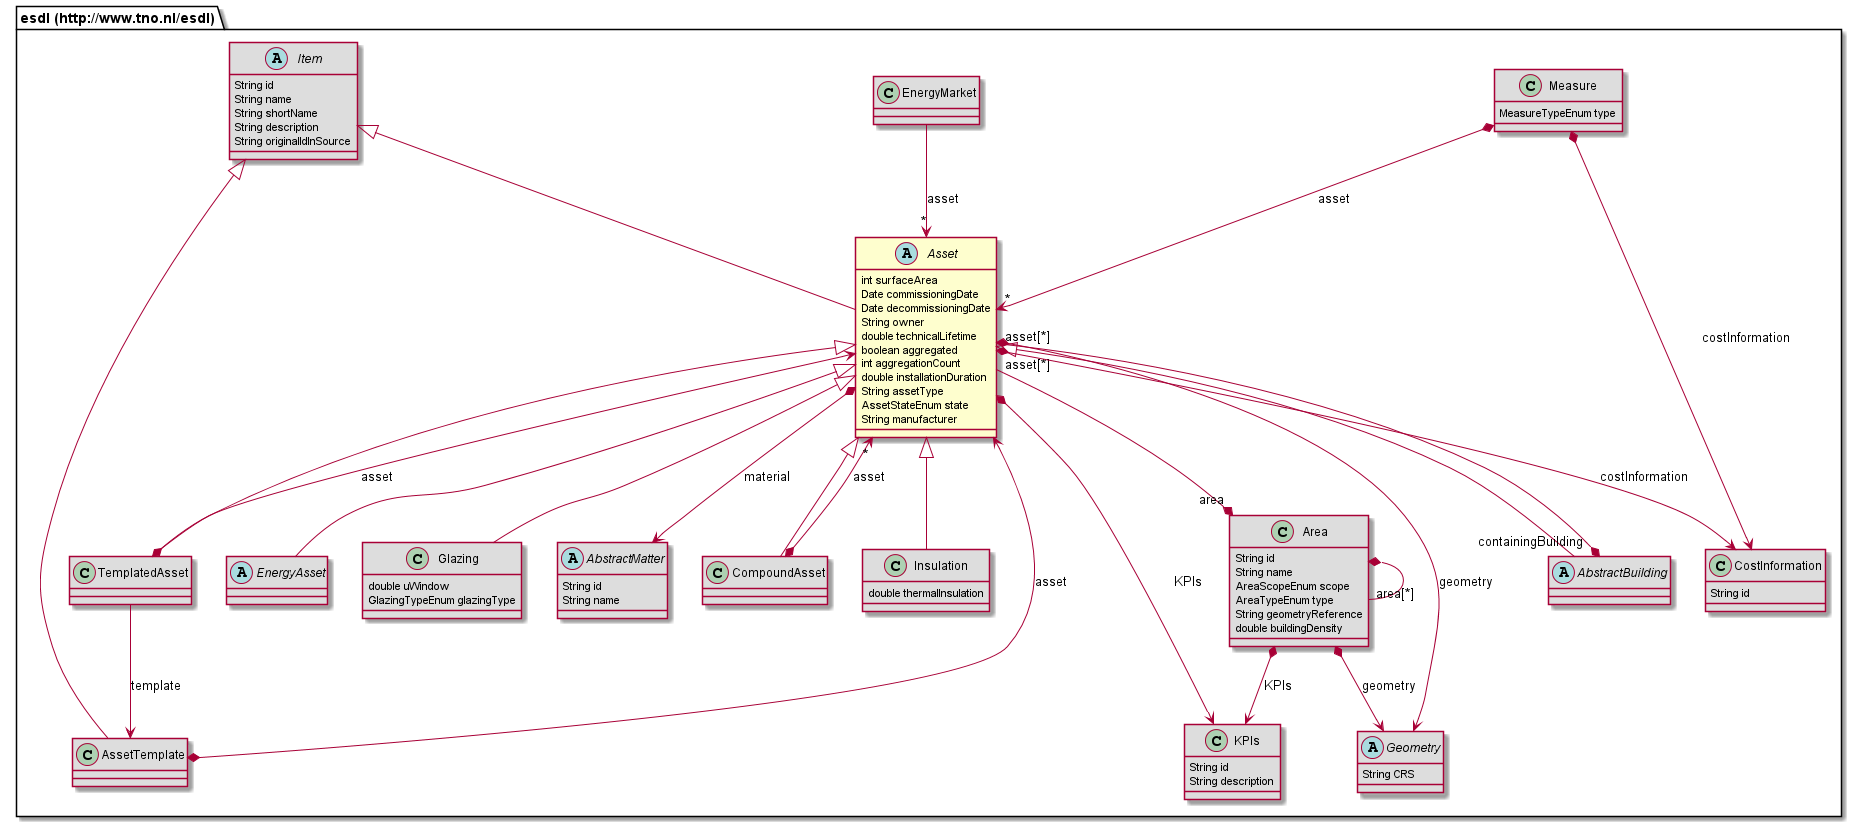 esdl (http://www.tno.nl/esdl)
A Item
String id
String name
String shortName
String description
String originalIdInSource
C EnergyMarket
C Measure
MeasureTypeEnum type
asset
*
asset
*
costInformation
A Asset
int surfaceArea
Date commissioningDate
Date decommissioningDate
String owner
double technicalLifetime
boolean aggregated
int aggregationCount
double installationDuration
String assetType
AssetStateEnum state
String manufacturer
asset[*]
asset[*]
asset
material
*
asset
area
costInformation
containingBuilding
C TemplatedAsset
A EnergyAsset
C Glazing
double uWindow
GlazingTypeEnum glazingType
A AbstractMatter
String id
String name
C CompoundAsset
C Insulation
double thermalInsulation
asset
KPIs
C Area
String id
String name
AreaScopeEnum scope
AreaTypeEnum type
String geometryReference
double buildingDensity
area[*]
geometry
A AbstractBuilding
C CostInformation
String id
template
KPIs
geometry
C AssetTemplate
C KPIs
String id
String description
A Geometry
String CRS